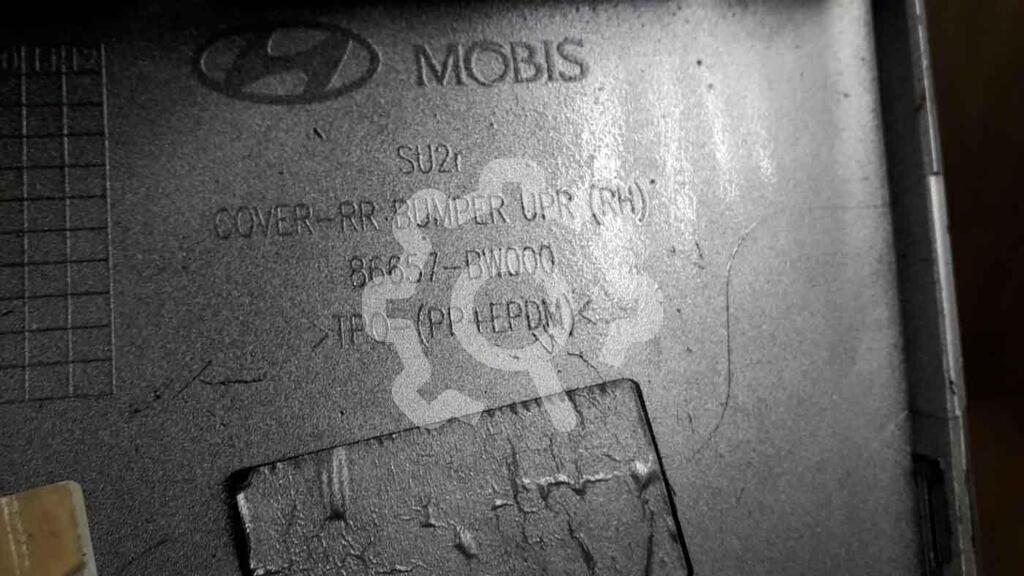 MOBIS
SU2r
COVER-RR BUMPER UPR (RH)
86657-BW000
>TPO-(PP+EPDM)<